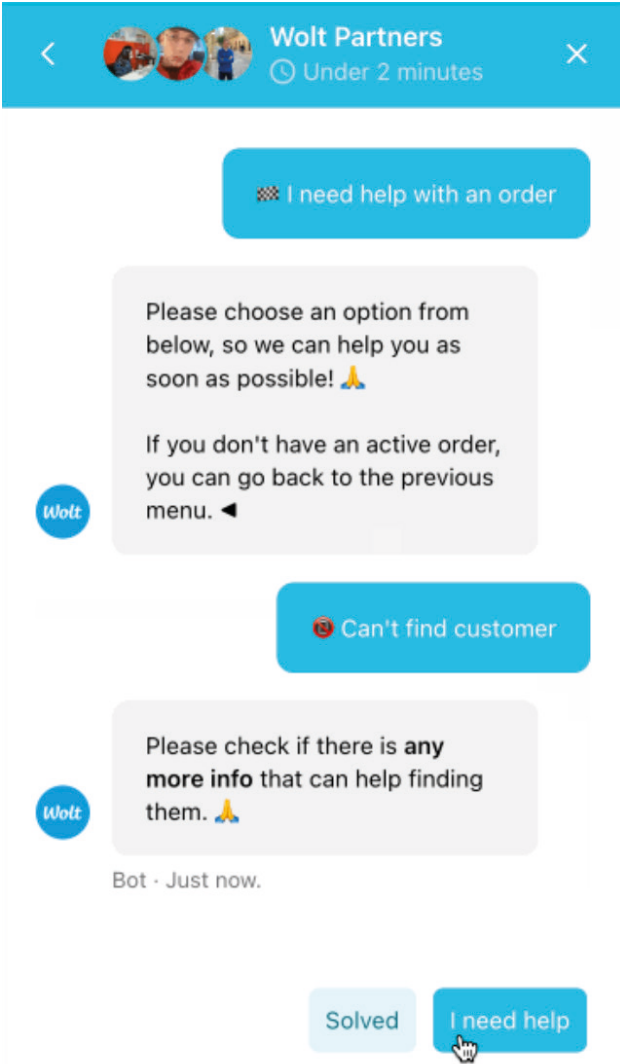 Wolt Partners
Under 2 minutes
I need help with an order
Please choose an option from
below, so we can help you as
soon as possible! 🙏
If you don't have an active order,
you can go back to the previous
menu. ◀
Wolt
Can't find customer
Please check if there is any
more info that can help finding
them. 🙏
Wolt
Bot · Just now.
Solved
I need help